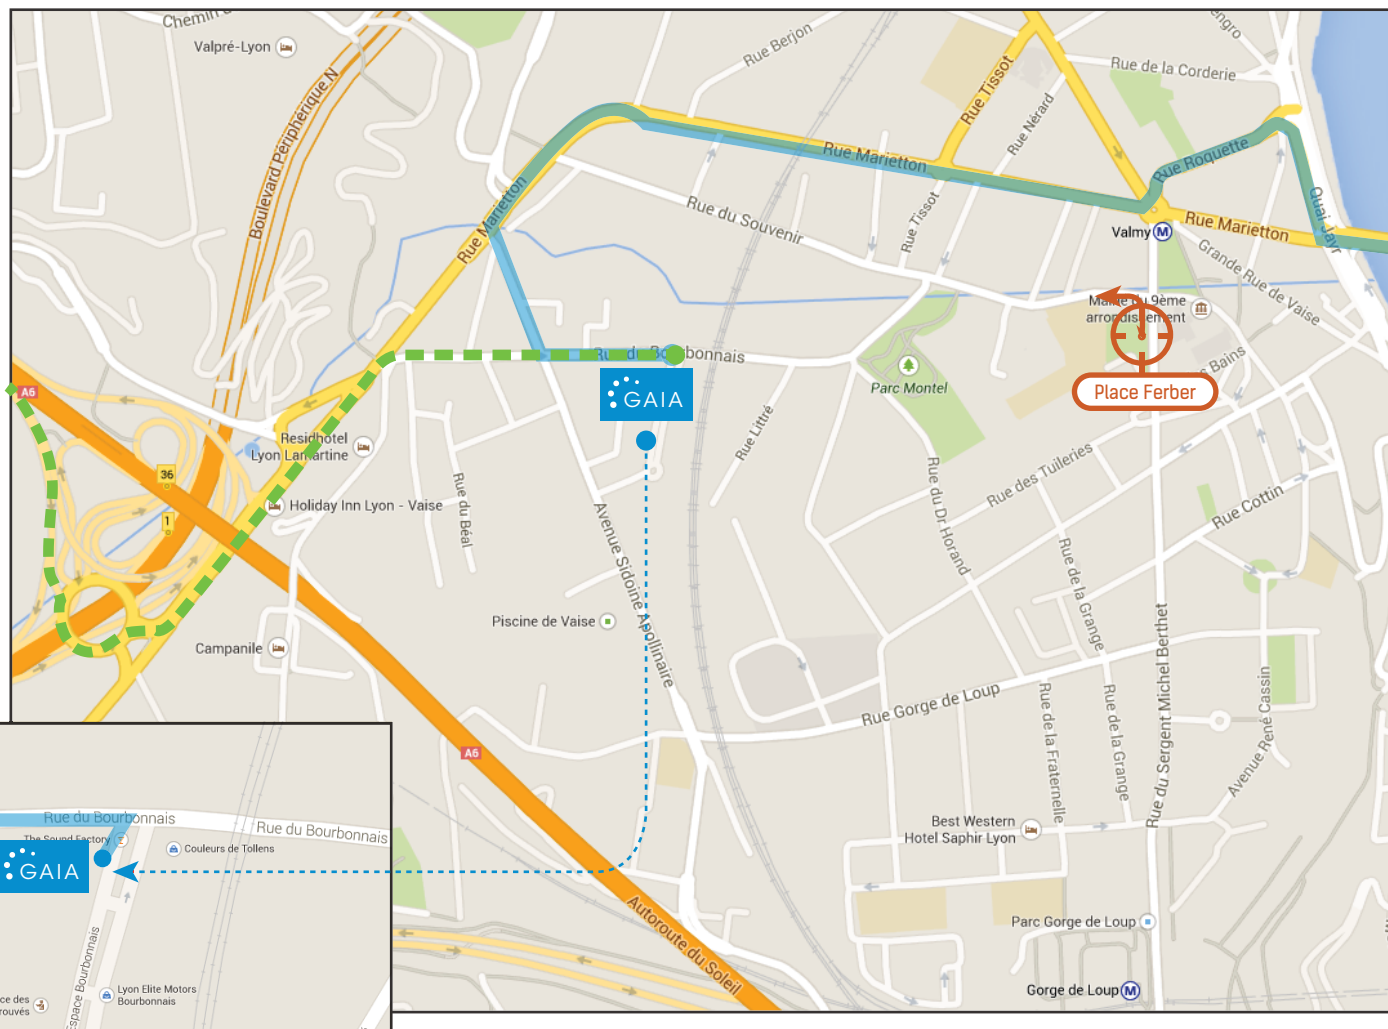 Chemin
Valpré-Lyon
Boulevard Périphérique N
Rue Berjon
Rue Tissot
Rue Nérard
Rue de la Corderie
engro
Rue Marietton
Rue Roquette
Quai Jayr
Rue Marietton
Rue du Souvenir
Rue Tissot
Valmy M
Rue Marietton
Grande Rue de Vaise
Mairie du 9ème
arrondissement
s Bains
Place Ferber
Rue du Bourbonnais
GAIA
Parc Montel
A6
36
1
Residhotel
Lyon Lamartine
Holiday Inn Lyon - Vaise
Rue du Béal
Rue Littré
Rue du Dr Horand
Rue des Tuileries
Rue Cottin
Avenue Sidoine Apollinaire
Piscine de Vaise
Campanile
Rue de la Grange
Rue Gorge de Loup
Rue de la Fraternelle
Rue de la Grange
Rue du Sergent Michel Berthet
Avenue René Cassin
A6
Best Western
Hotel Saphir Lyon
Autoroute du Soleil
Parc Gorge de Loup
Gorge de Loup M
Rue du Bourbonnais
Rue du Bourbonnais
The Sound Factory
Couleurs de Tollens
GAIA
Espace Bourbonnais
Lyon Elite Motors
Bourbonnais
ce des
rouvés